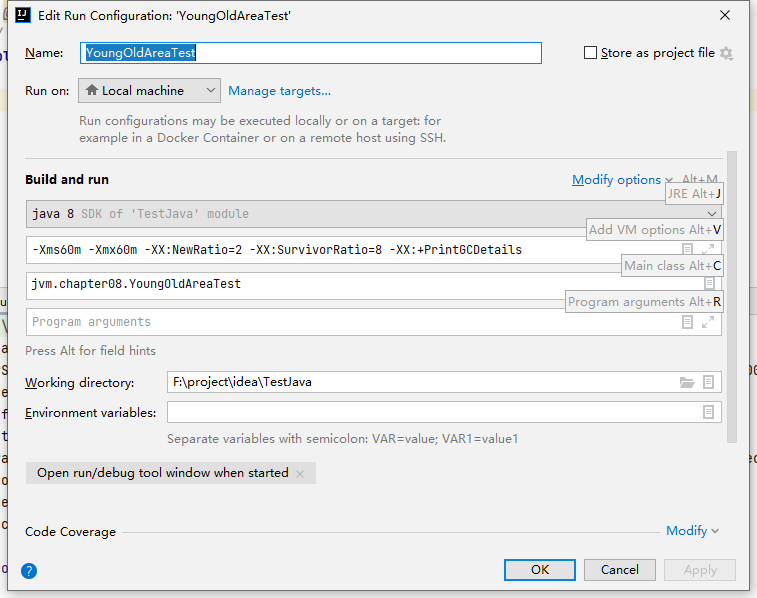 Edit Run Configuration: 'YoungOldAreaTest'
Name: YoungOldAreaTest Store as project file
Run on: Local machine Manage targets...
Run configurations may be executed locally or on a target: for
example in a Docker Container or on a remote host using SSH.
Build and run Modify options Alt+M
JRE Alt+J
java 8 SDK of 'TestJava' module
Add VM options Alt+V
-Xms60m -Xmx60m -XX:NewRatio=2 -XX:SurvivorRatio=8 -XX:+PrintGCDetails
Main class Alt+C
jvm.chapter08.YoungOldAreaTest
Program arguments Alt+R
Program arguments
Press Alt for field hints
Working directory: F:\project\idea\TestJava
Environment variables:
Separate variables with semicolon: VAR=value; VAR1=value1
Open run/debug tool window when started
Code Coverage Modify
? OK Cancel Apply